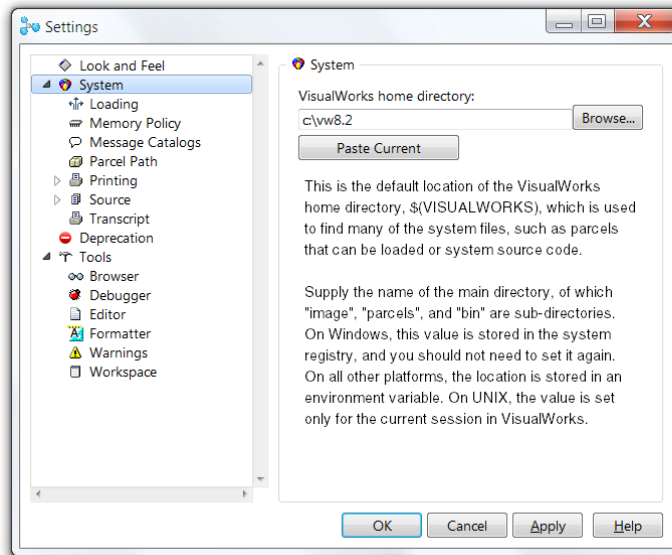 Settings
Look and Feel
System
Loading
Memory Policy
Message Catalogs
Parcel Path
Printing
Source
Transcript
Deprecation
Tools
Browser
Debugger
Editor
Formatter
Warnings
Workspace
System
VisualWorks home directory:
c:\vw8.2
Browse...
Paste Current
This is the default location of the VisualWorks
home directory, $(VISUALWORKS), which is used
to find many of the system files, such as parcels
that can be loaded or system source code.
Supply the name of the main directory, of which
"image", "parcels", and "bin" are sub-directories.
On Windows, this value is stored in the system
registry, and you should not need to set it again.
On all other platforms, the location is stored in an
environment variable. On UNIX, the value is set
only for the current session in VisualWorks.
OK
Cancel
Apply
Help